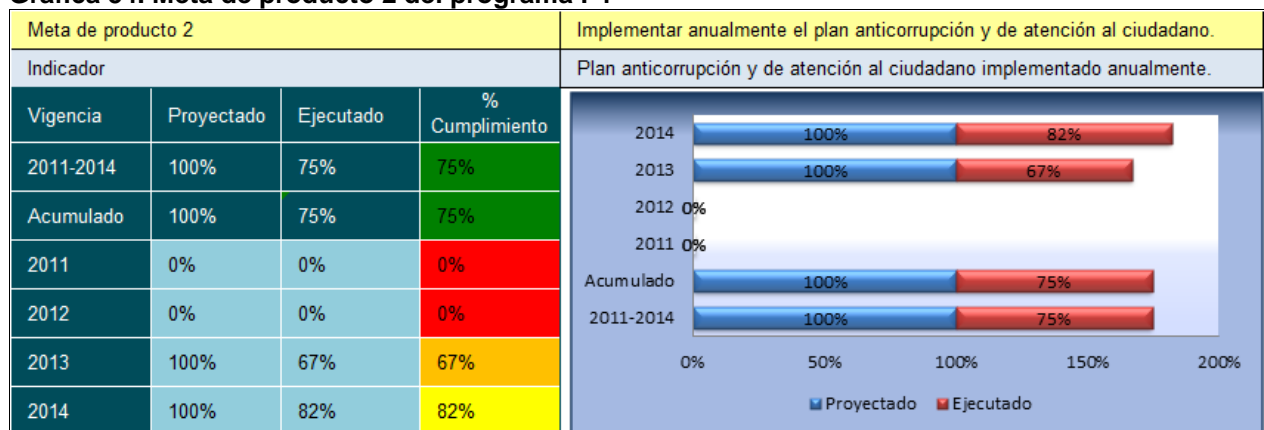 Meta de producto 2 Implementar anualmente el plan anticorrupción y de atención al ciudadano.
Indicador Plan anticorrupción y de atención al ciudadano implementado anualmente.
Vigencia Proyectado Ejecutado % Cumplimiento
2011-2014 100% 75% 75%
Acumulado 100% 75% 75%
2011 0% 0% 0%
2012 0% 0% 0%
2013 100% 67% 67%
2014 100% 82% 82%
2014 100% 82%
2013 100% 67%
2012 0%
2011 0%
Acumulado 100% 75%
2011-2014 100% 75%
0% 50% 100% 150% 200%
Proyectado Ejecutado